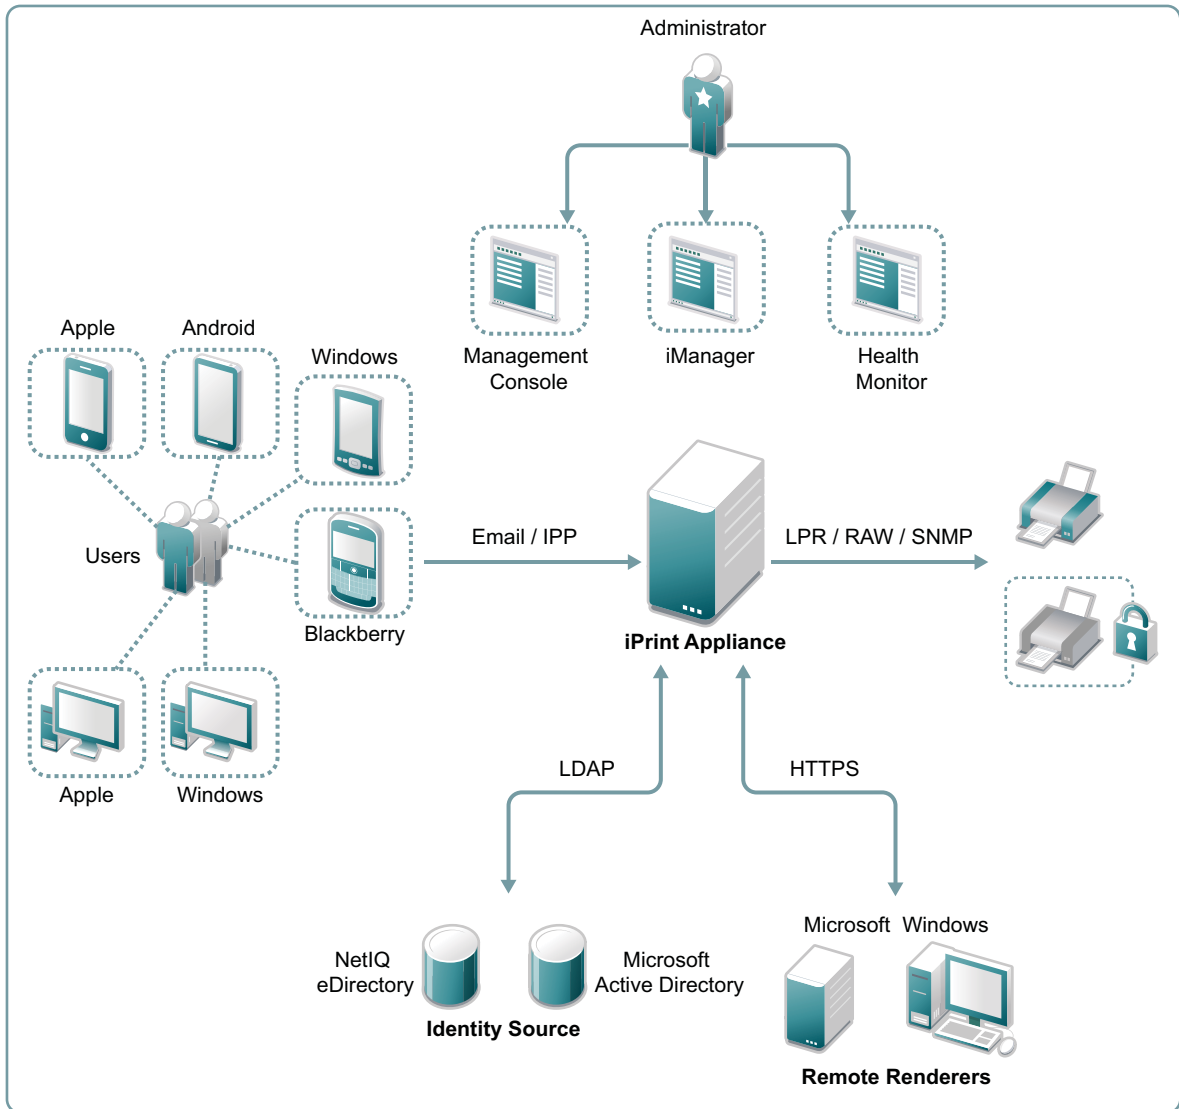 Administrator
Management
Console
iManager
Health
Monitor
Apple
Android
Windows
Users
Blackberry
Apple
Windows
Email / IPP
iPrint Appliance
LPR / RAW / SNMP
LDAP
HTTPS
NetIQ
eDirectory
Microsoft
Active Directory
Identity Source
Microsoft Windows
Remote Renderers